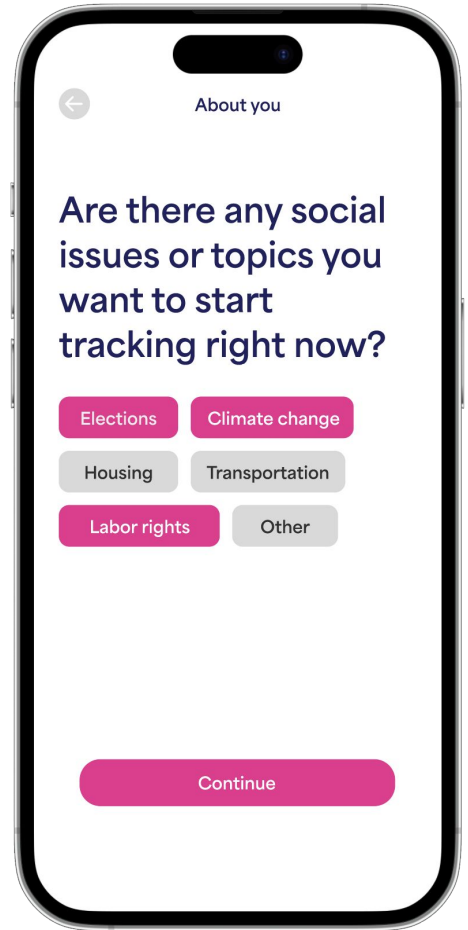 About you
Are there any social
issues or topics you
want to start
tracking right now?
Elections
Climate change
Housing
Transportation
Labor rights
Other
Continue